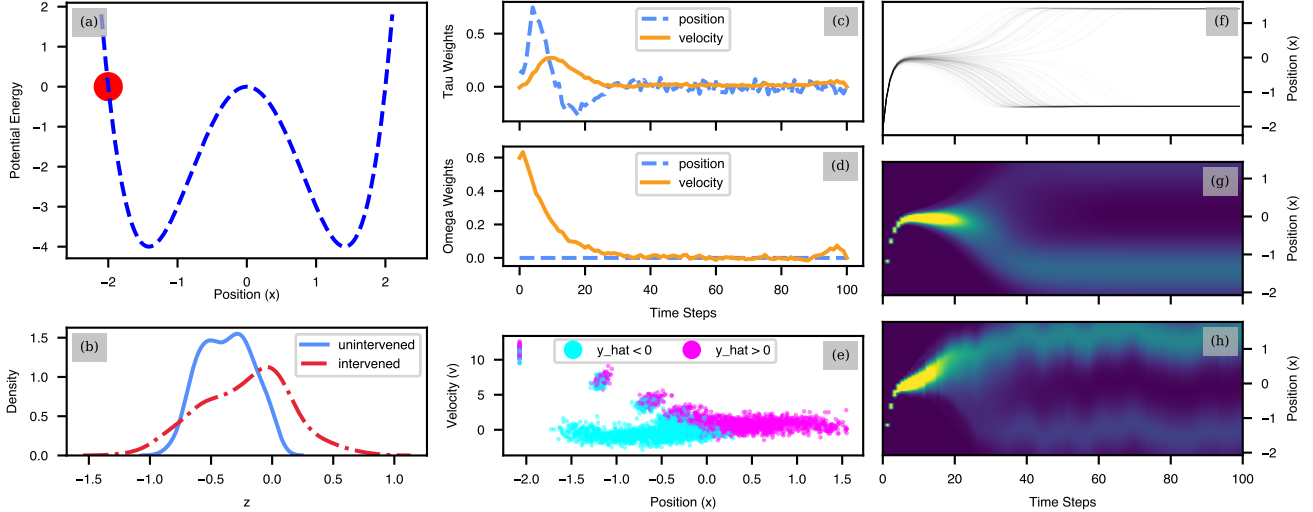 (a)
Potential Energy
0
−1
−2
−3
−4
−2
−1
0
1
2
Position (x)
(b)
unintervened
intervened
Density
1.5
1.0
0.5
0.0
−1.5
−1.0
−0.5
0.0
0.5
1.0
z
(c)
position
velocity
Tau Weights
0.5
0.0
(d)
position
velocity
Omega Weights
0.6
0.4
0.2
0.0
0
20
40
60
80
100
Time Steps
(e)
y_hat < 0
y_hat > 0
Velocity (v)
10
5
0
−2.0
−1.5
−1.0
−0.5
0.0
0.5
1.0
1.5
Position (x)
(f)
1
0
−1
−2
Position (x)
(g)
1
0
−1
−2
Position (x)
(h)
1
0
−1
−2
Position (x)
0
20
40
60
80
100
Time Steps